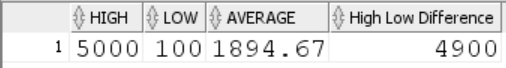 HIGH LOW AVERAGE High Low Difference
1 5000 100 1894.67 4900